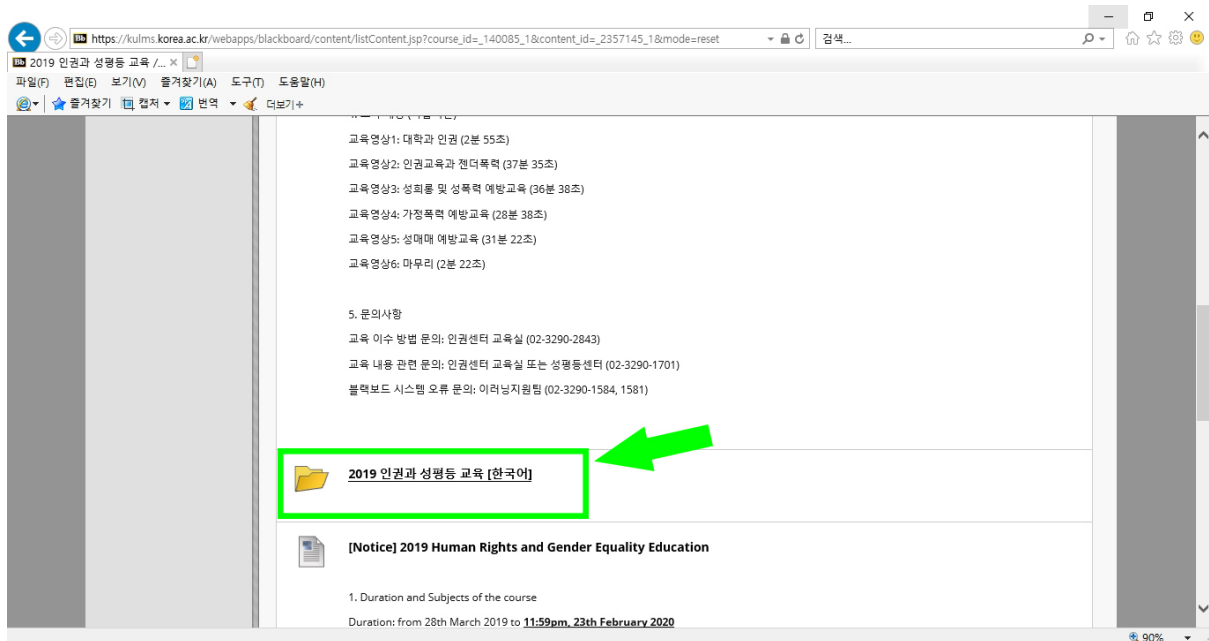 https://kulms.korea.ac.kr/webapps/blackboard/content/listContent.jsp?course_id=_140085_1&content_id=_2357145_1&mode=reset
검색...
2019 인권과 성평등 교육 /...
파일(F) 편집(E) 보기(V) 즐겨찾기(A) 도구(T) 도움말(H)
즐겨찾기 캡처 번역 더보기+
교육영상1: 대학과 인권 (2분 55초)
교육영상2: 인권교육과 젠더폭력 (37분 35초)
교육영상3: 성희롱 및 성폭력 예방교육 (36분 38초)
교육영상4: 가정폭력 예방교육 (28분 38초)
교육영상5: 성매매 예방교육 (31분 22초)
교육영상6: 마무리 (2분 22초)
5. 문의사항
교육 이수 방법 문의: 인권센터 교육실 (02-3290-2843)
교육 내용 관련 문의: 인권센터 교육실 또는 성평등센터 (02-3290-1701)
블랙보드 시스템 오류 문의: 이러닝지원팀 (02-3290-1584, 1581)
2019 인권과 성평등 교육 [한국어]
[Notice] 2019 Human Rights and Gender Equality Education
1. Duration and Subjects of the course
Duration: from 28th March 2019 to 11:59pm, 23th February 2020
90%